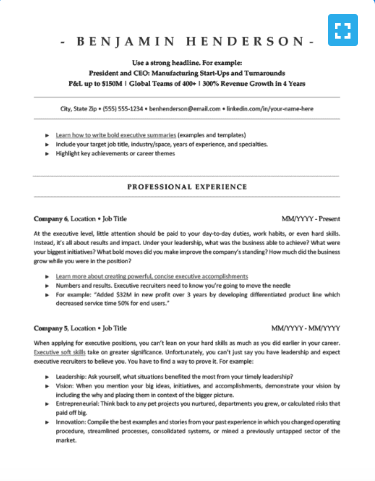 - BENJAMIN HENDERSON -
Use a strong headline. For example:
President and CEO: Manufacturing Start-Ups and Turnarounds
P&L up to $150M | Global Teams of 400+ | 300% Revenue Growth in 4 Years
City, State Zip • (555) 555-1234 • benhenderson@email.com • linkedin.com/in/your-name-here
► Learn how to write bold executive summaries (examples and templates)
► Include your target job title, industry/space, years of experience, and specialties.
► Highlight key achievements or career themes
PROFESSIONAL EXPERIENCE
Company 6, Location • Job Title MM/YYYY - Present
At the executive level, little attention should be paid to your day-to-day duties, work habits, or even hard skills.
Instead, it's all about results and impact. Under your leadership, what was the business able to achieve? What were
your biggest initiatives? What bold moves did you make improve the company's standing? How much did the business
grow while you were in the position?
► Learn more about creating powerful, concise executive accomplishments
► Numbers and results. Executive recruiters need to know you're going to move the needle
► For example: "Added $32M in new profit over 3 years by developing differentiated product line which
decreased service time 50% for end users."
Company 5, Location • Job Title MM/YYYY - MM/YYYY
When applying for executive positions, you can't lean on your hard skills as much as you did earlier in your career.
Executive soft skills take on greater significance. Unfortunately, you can't just say you have leadership and expect
executive recruiters to believe you. You have to find a way to prove it. For example:
► Leadership: Ask yourself, what situations benefited the most from your timely leadership?
► Vision: When you mention your big ideas, initiatives, and accomplishments, demonstrate your vision by
including the why and placing them in context of the bigger picture.
► Entrepreneurial: Think back to any pet projects you nurtured, departments you grew, or calculated risks that
paid off big.
► Innovation: Compile the best examples and stories from your past experience in which you changed operating
procedure, streamlined processes, consolidated systems, or mixed a previously untapped sector of the
market.